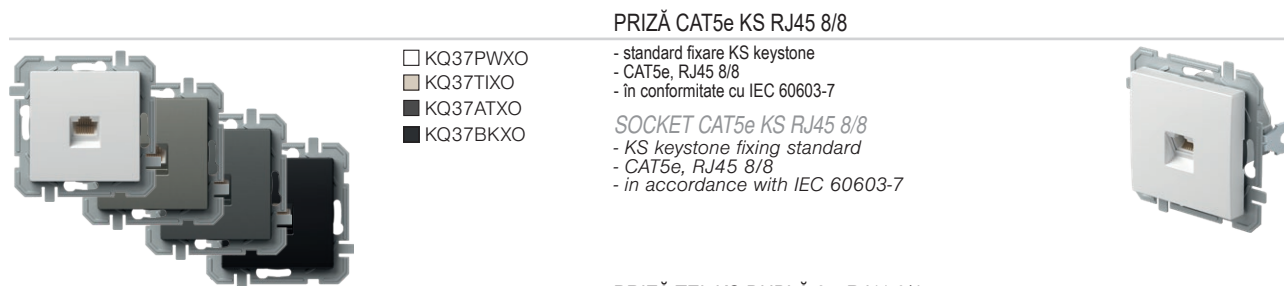 PRIZĂ CAT5e KS RJ45 8/8
KQ37PWXO
KQ37TIXO
KQ37ATXO
KQ37BKXO
- standard fixare KS keystone
- CAT5e, RJ45 8/8
- în conformitate cu IEC 60603-7
SOCKET CAT5e KS RJ45 8/8
- KS keystone fixing standard
- CAT5e, RJ45 8/8
- in accordance with IEC 60603-7